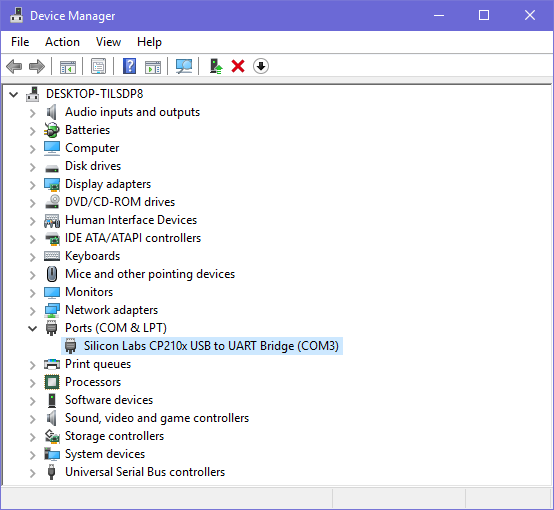 Device Manager
File Action View Help
DESKTOP-TILSDP8
Audio inputs and outputs
Batteries
Computer
Disk drives
Display adapters
DVD/CD-ROM drives
Human Interface Devices
IDE ATA/ATAPI controllers
Keyboards
Mice and other pointing devices
Monitors
Network adapters
Ports (COM & LPT)
Silicon Labs CP210x USB to UART Bridge (COM3)
Print queues
Processors
Software devices
Sound, video and game controllers
Storage controllers
System devices
Universal Serial Bus controllers